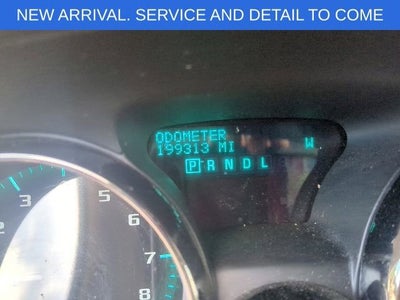 NEW ARRIVAL. SERVICE AND DETAIL TO COME
ODOMETER
199313 MI W
P R N D L
3
5
6
7
8